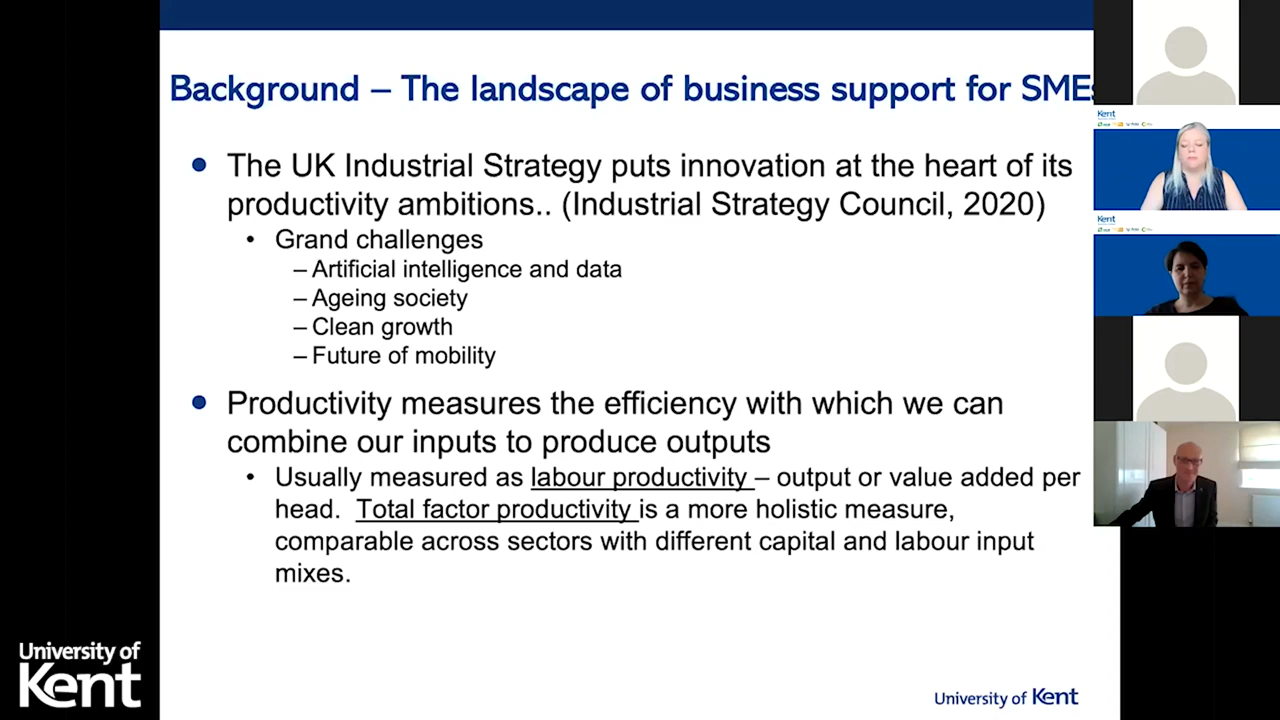 Background – The landscape of business support for SMEs
The UK Industrial Strategy puts innovation at the heart of its
productivity ambitions.. (Industrial Strategy Council, 2020)
Grand challenges
– Artificial intelligence and data
– Ageing society
– Clean growth
– Future of mobility
Productivity measures the efficiency with which we can
combine our inputs to produce outputs
Usually measured as labour productivity – output or value added per
head. Total factor productivity is a more holistic measure,
comparable across sectors with different capital and labour input
mixes.
University of Kent
University of
Kent
Kent
Kent